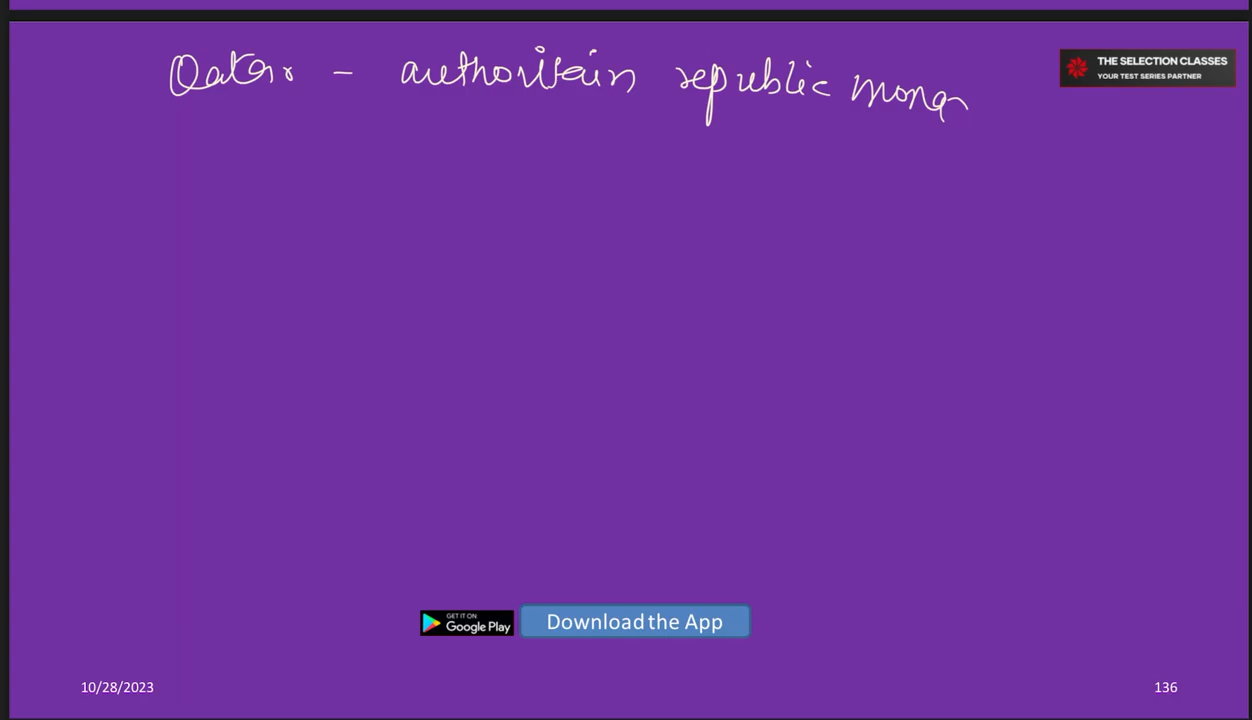 Qatar - authoritain republic monar
THE SELECTION CLASSES
YOUR TEST SERIES PARTNER
GET IT ON
Google Play
Download the App
10/28/2023
136